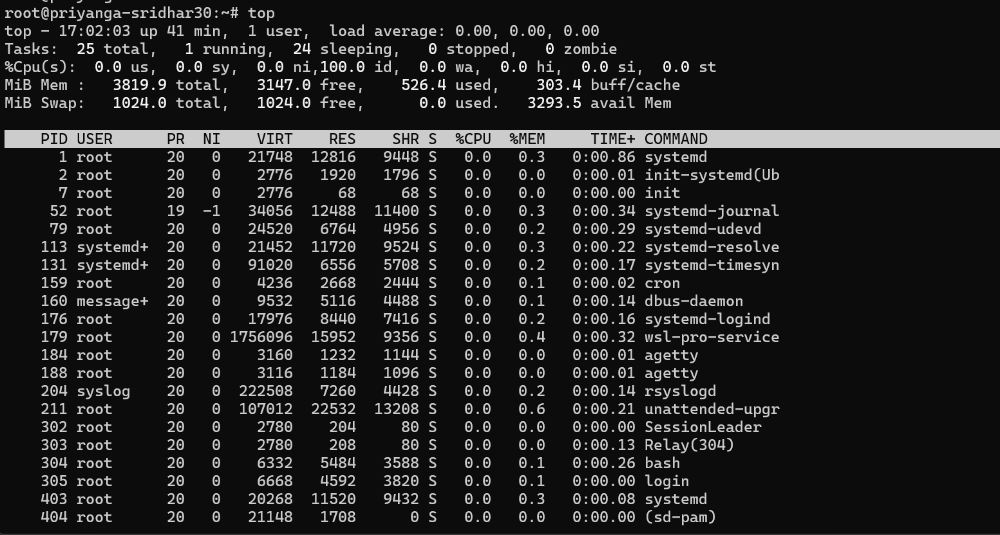 root@priyanga-sridhar30:~# top
top - 17:02:03 up 41 min,  1 user,  load average: 0.00, 0.00, 0.00
Tasks:  25 total,   1 running,  24 sleeping,   0 stopped,   0 zombie
%Cpu(s):  0.0 us,  0.0 sy,  0.0 ni,100.0 id,  0.0 wa,  0.0 hi,  0.0 si,  0.0 st
MiB Mem :   3819.9 total,   3147.0 free,    526.4 used,    303.4 buff/cache
MiB Swap:   1024.0 total,   1024.0 free,      0.0 used.   3293.5 avail Mem
    PID USER      PR  NI    VIRT    RES    SHR S  %CPU  %MEM     TIME+ COMMAND
      1 root      20   0   21748  12816   9448 S   0.0   0.3   0:00.86 systemd
      2 root      20   0    2776   1920   1796 S   0.0   0.0   0:00.01 init-systemd(Ub
      7 root      20   0    2776     68     68 S   0.0   0.0   0:00.00 init
     52 root      19  -1   34056  12488  11400 S   0.0   0.3   0:00.34 systemd-journal
     79 root      20   0   24520   6764   4956 S   0.0   0.2   0:00.29 systemd-udevd
    113 systemd+  20   0   21452  11720   9524 S   0.0   0.3   0:00.22 systemd-resolve
    131 systemd+  20   0   91020   6556   5708 S   0.0   0.2   0:00.17 systemd-timesyn
    159 root      20   0    4236   2668   2444 S   0.0   0.1   0:00.02 cron
    160 message+  20   0    9532   5116   4488 S   0.0   0.1   0:00.14 dbus-daemon
    176 root      20   0   17976   8440   7416 S   0.0   0.2   0:00.16 systemd-logind
    179 root      20   0 1756096  15952   9356 S   0.0   0.4   0:00.32 wsl-pro-service
    184 root      20   0    3160   1232   1144 S   0.0   0.0   0:00.01 agetty
    188 root      20   0    3116   1184   1096 S   0.0   0.0   0:00.01 agetty
    204 syslog    20   0  222508   7260   4428 S   0.0   0.2   0:00.14 rsyslogd
    211 root      20   0  107012  22532  13208 S   0.0   0.6   0:00.21 unattended-upgr
    302 root      20   0    2780    204     80 S   0.0   0.0   0:00.00 SessionLeader
    303 root      20   0    2780    208     80 S   0.0   0.0   0:00.13 Relay(304)
    304 root      20   0    6332   5484   3588 S   0.0   0.1   0:00.26 bash
    305 root      20   0    6668   4592   3820 S   0.0   0.1   0:00.00 login
    403 root      20   0   20268  11520   9432 S   0.0   0.3   0:00.08 systemd
    404 root      20   0   21148   1708      0 S   0.0   0.0   0:00.00 (sd-pam)